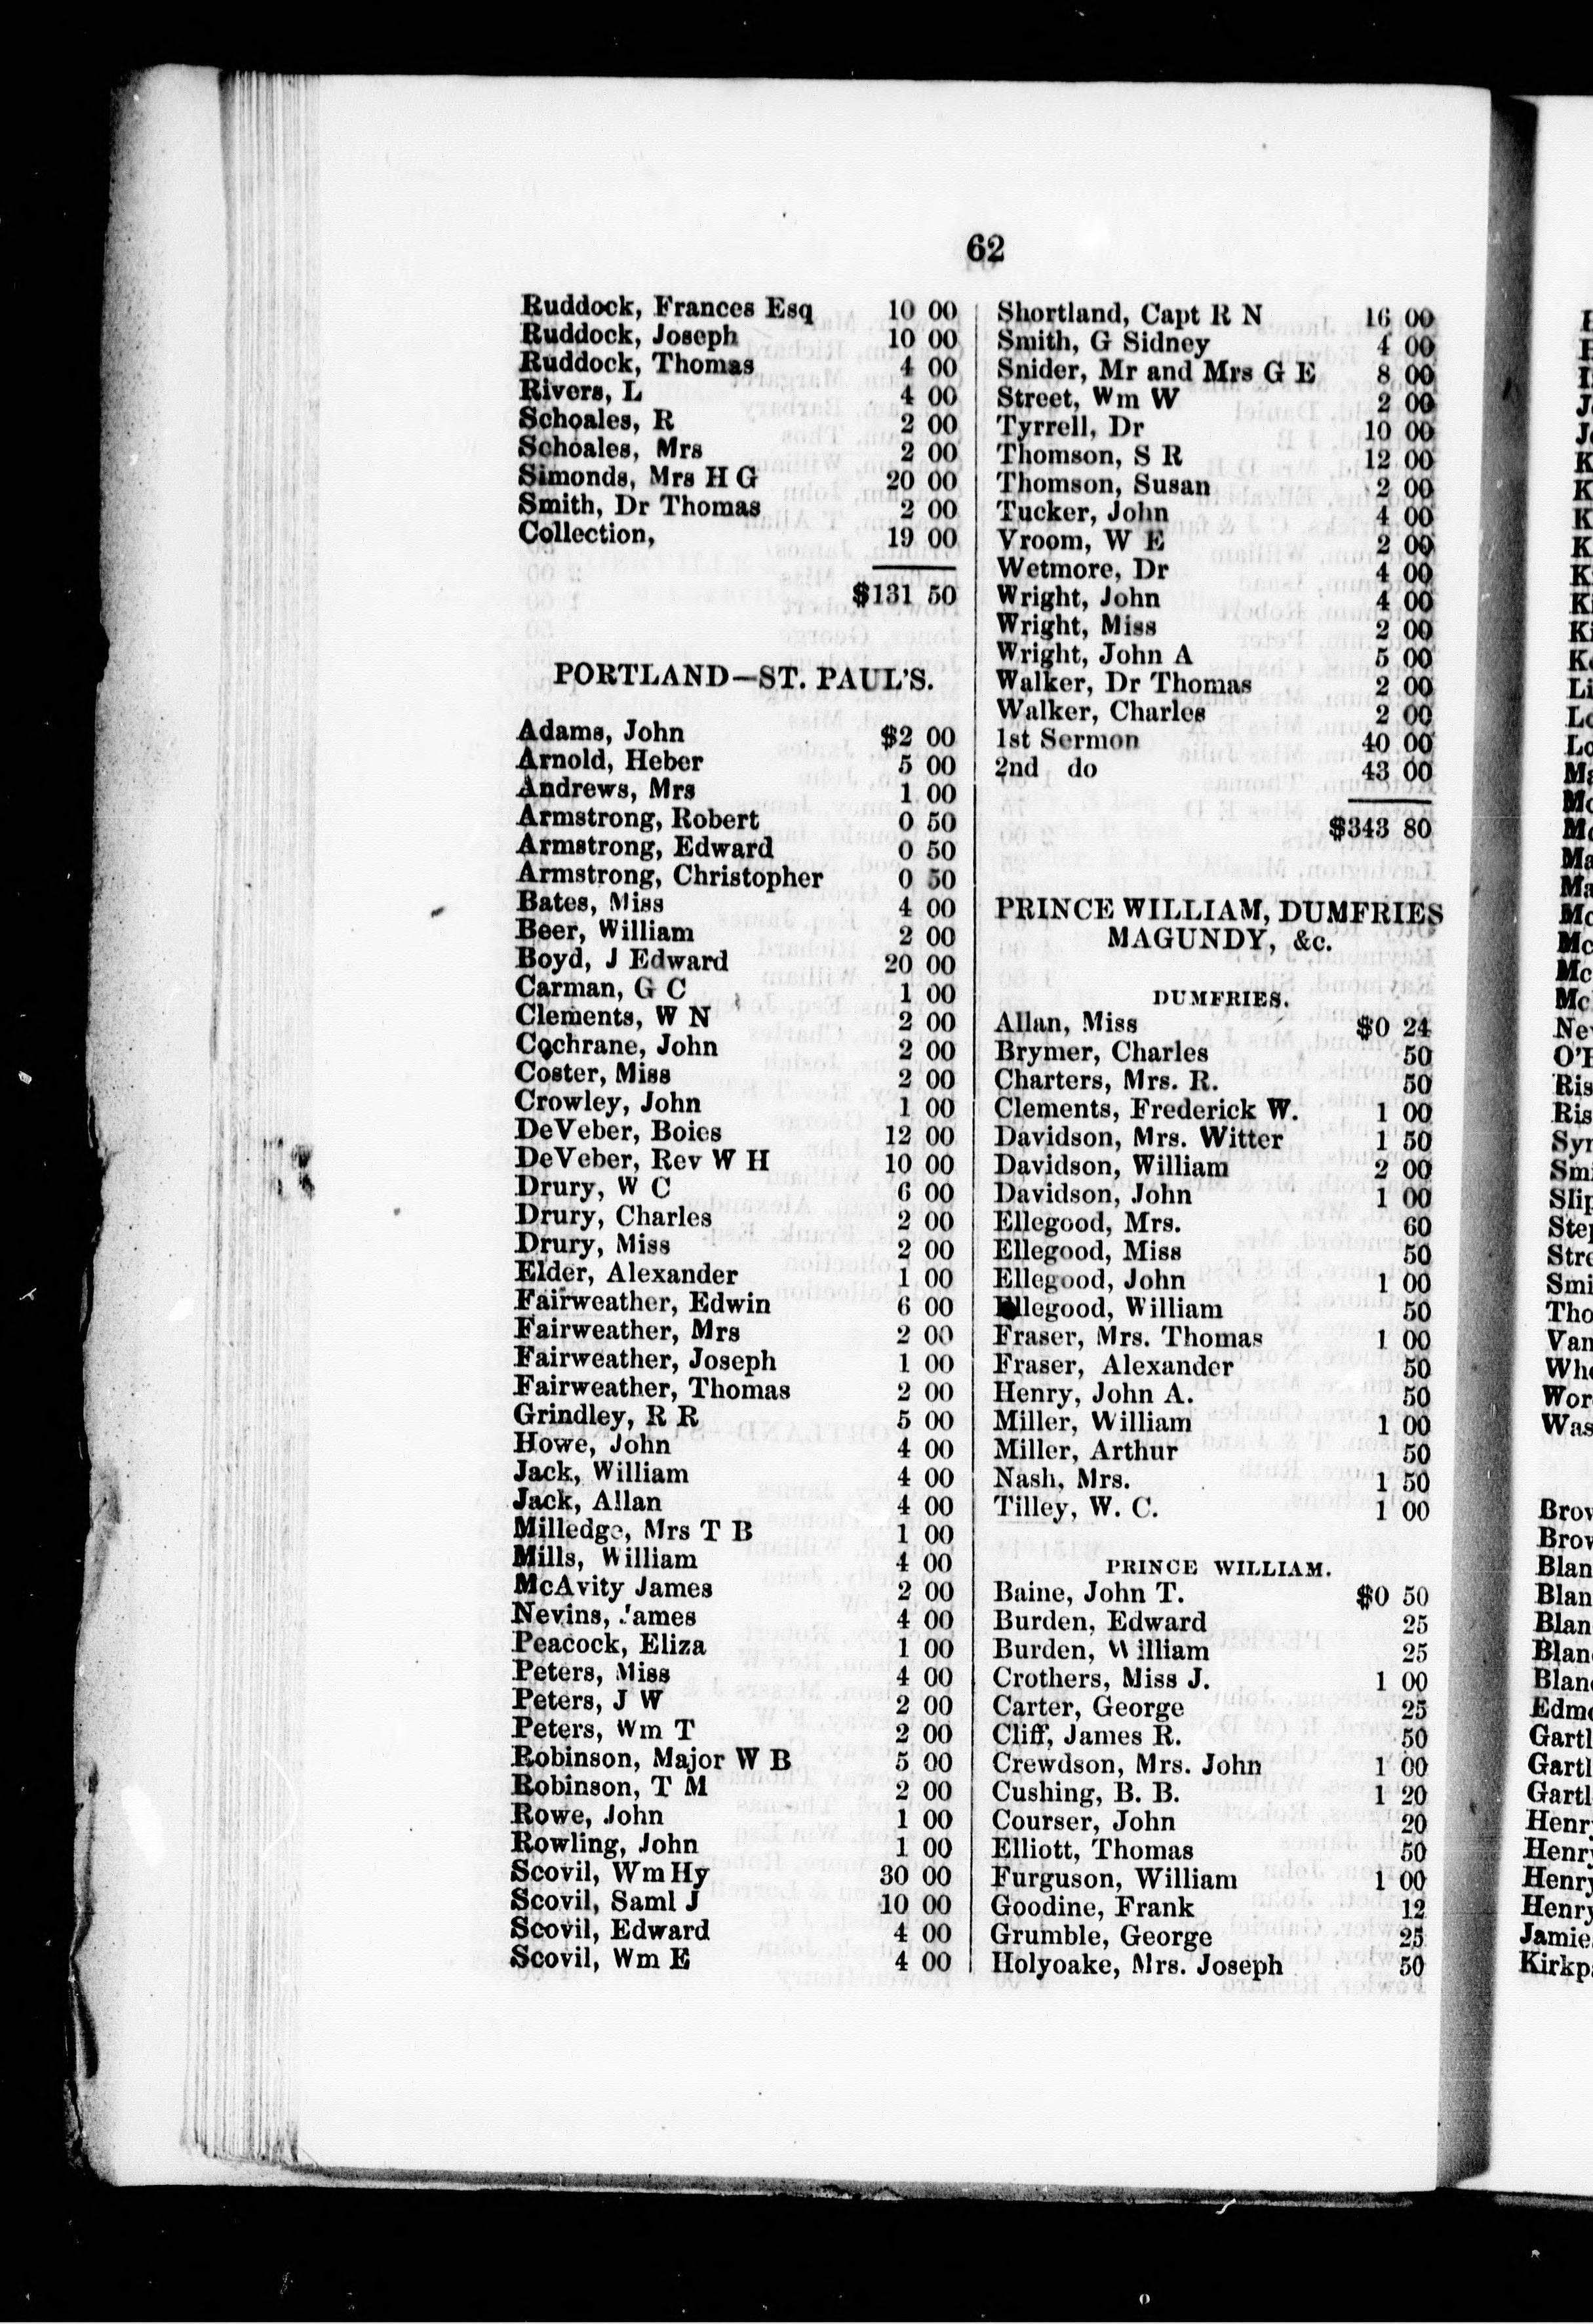 62
Ruddock, Frances Esq 10 00
Ruddock, Joseph 10 00
Ruddock, Thomas 4 00
Rivers, L 4 00
Schoales, R 2 00
Schoales, Mrs 2 00
Simonds, Mrs H G 20 00
Smith, Dr Thomas 2 00
Collection, 19 00
$131 50
PORTLAND—ST. PAUL'S.
Adams, John $2 00
Arnold, Heber 5 00
Andrews, Mrs 1 00
Armstrong, Robert 0 50
Armstrong, Edward 0 50
Armstrong, Christopher 0 50
Bates, Miss 4 00
Beer, William 2 00
Boyd, J Edward 20 00
Carman, G C 1 00
Clements, W N 2 00
Cochrane, John 2 00
Coster, Miss 2 00
Crowley, John 1 00
DeVeber, Boies 12 00
DeVeber, Rev W H 10 00
Drury, W C 6 00
Drury, Charles 2 00
Drury, Miss 2 00
Elder, Alexander 1 00
Fairweather, Edwin 6 00
Fairweather, Mrs 2 00
Fairweather, Joseph 1 00
Fairweather, Thomas 2 00
Grindley, R R 5 00
Howe, John 4 00
Jack, William 4 00
Jack, Allan 4 00
Milledge, Mrs T B 1 00
Mills, William 4 00
McAvity James 2 00
Nevins, James 4 00
Peacock, Eliza 1 00
Peters, Miss 4 00
Peters, J W 2 00
Peters, Wm T 2 00
Robinson, Major W B 5 00
Robinson, T M 2 00
Rowe, John 1 00
Rowling, John 1 00
Scovil, Wm Hy 30 00
Scovil, Saml J 10 00
Scovil, Edward 4 00
Scovil, Wm E 4 00
Shortland, Capt R N 16 00
Smith, G Sidney 4 00
Snider, Mr and Mrs G E 8 00
Street, Wm W 2 00
Tyrrell, Dr 10 00
Thomson, S R 12 00
Thomson, Susan 2 00
Tucker, John 4 00
Vroom, W E 2 00
Wetmore, Dr 4 00
Wright, John 4 00
Wright, Miss 2 00
Wright, John A 5 00
Walker, Dr Thomas 2 00
Walker, Charles 2 00
1st Sermon 40 00
2nd do 43 00
$343 80
PRINCE WILLIAM, DUMFRIES
MAGUNDY, &c.
DUMFRIES.
Allan, Miss $0 24
Brymer, Charles 50
Charters, Mrs. R. 50
Clements, Frederick W. 1 00
Davidson, Mrs. Witter 1 50
Davidson, William 2 00
Davidson, John 1 00
Ellegood, Mrs. 60
Ellegood, Miss 50
Ellegood, John 1 00
Ellegood, William 50
Fraser, Mrs. Thomas 1 00
Fraser, Alexander 50
Henry, John A. 50
Miller, William 1 00
Miller, Arthur 50
Nash, Mrs. 1 50
Tilley, W. C. 1 00
PRINCE WILLIAM.
Baine, John T. $0 50
Burden, Edward 25
Burden, William 25
Crothers, Miss J. 1 00
Carter, George 25
Cliff, James R. 50
Crewdson, Mrs. John 1 00
Cushing, B. B. 1 20
Courser, John 20
Elliott, Thomas 50
Furguson, William 1 00
Goodine, Frank 12
Grumble, George 25
Holyoake, Mrs. Joseph 50